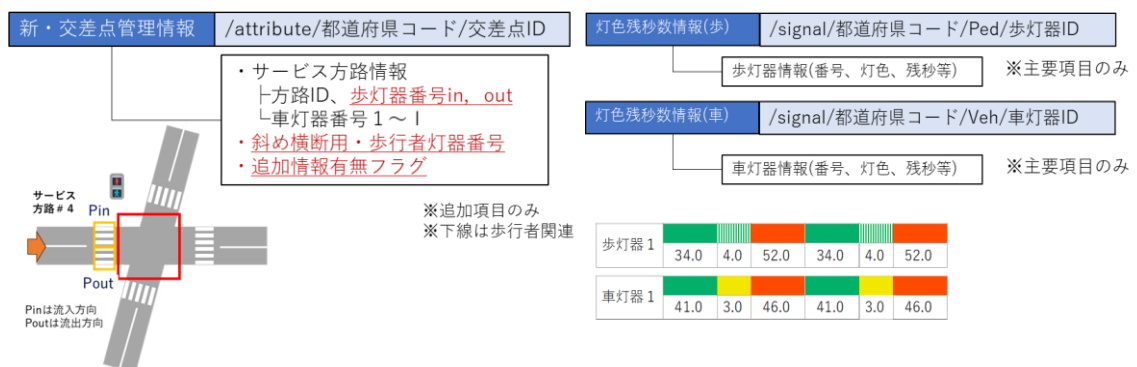 新・交差点管理情報 /attribute/都道府県コード/交差点ID
・サービス方路情報
├方路ID、歩灯器番号in, out
└車灯器番号１～I
・斜め横断用・歩行者灯器番号
・追加情報有無フラグ
※追加項目のみ
※下線は歩行者関連
サービス
方路＃4
Pin
Pout
Pinは流入方向
Poutは流出方向
灯色残秒数情報(歩) /signal/都道府県コード/Ped/歩灯器ID
歩灯器情報(番号、灯色、残秒等) ※主要項目のみ
灯色残秒数情報(車) /signal/都道府県コード/Veh/車灯器ID
車灯器情報(番号、灯色、残秒等) ※主要項目のみ
歩灯器1
34.0 4.0 52.0 34.0 4.0 52.0
車灯器1
41.0 3.0 46.0 41.0 3.0 46.0